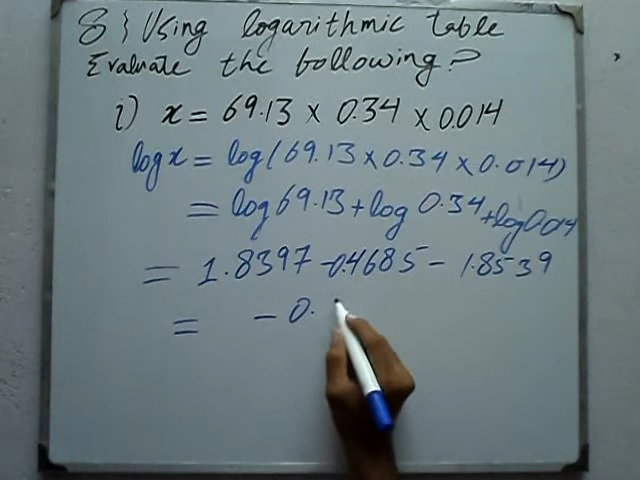 8} Using logarithmic table
Evaluate the following?
i) x = 69.13 × 0.34 × 0.014
log x = log(69.13 × 0.34 × 0.014)
= log 69.13 + log 0.34 + log 0.014
= 1.8397 - 0.4685 - 1.8539
= - 0.